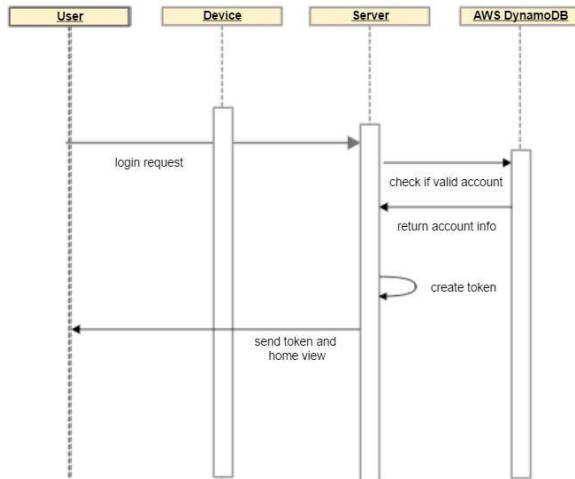 User
Device
Server
AWS DynamoDB
login request
check if valid account
return account info
create token
send token and
home view